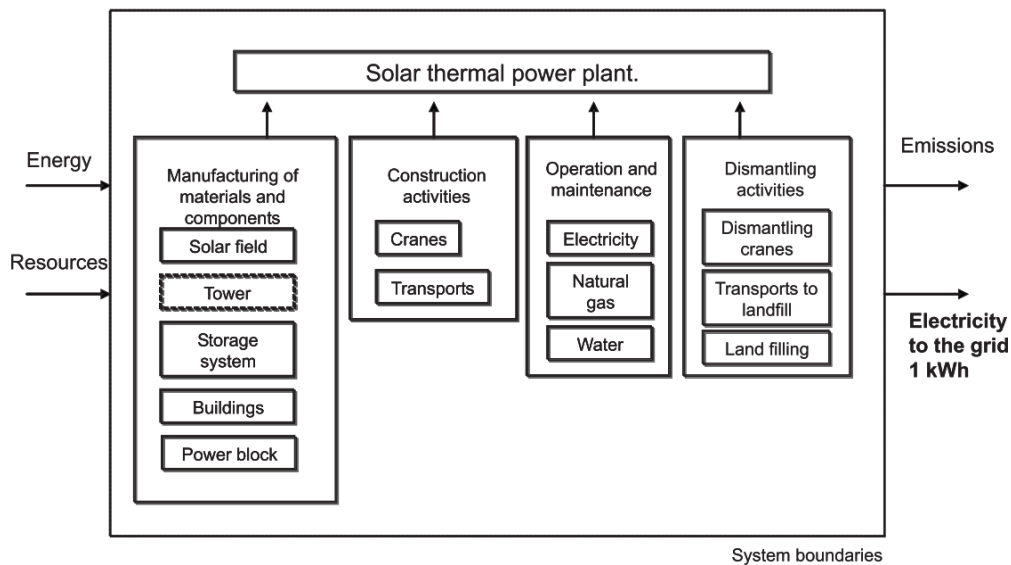 Solar thermal power plant.
Energy
Resources
Manufacturing of
materials and
components
Solar field
Tower
Storage
system
Buildings
Power block
Construction
activities
Cranes
Transports
Operation and
maintenance
Electricity
Natural
gas
Water
Dismantling
activities
Dismantling
cranes
Transports to
landfill
Land filling
Emissions
Electricity
to the grid
1 kWh
System boundaries